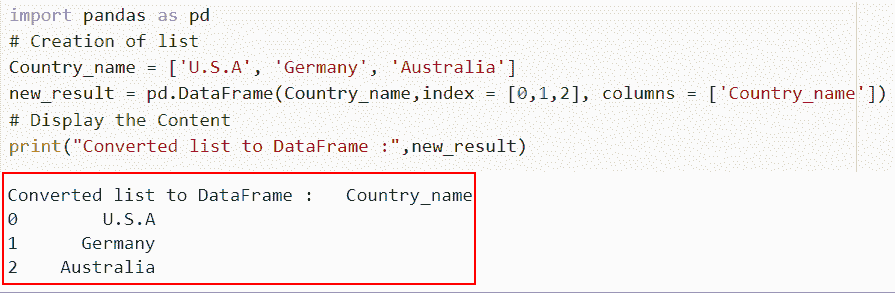 import pandas as pd
# Creation of list
Country_name = ['U.S.A', 'Germany', 'Australia']
new_result = pd.DataFrame(Country_name,index = [0,1,2], columns = ['Country_name'])
# Display the Content
print("Converted list to DataFrame :",new_result)
Converted list to DataFrame :   Country_name
0        U.S.A
1      Germany
2    Australia